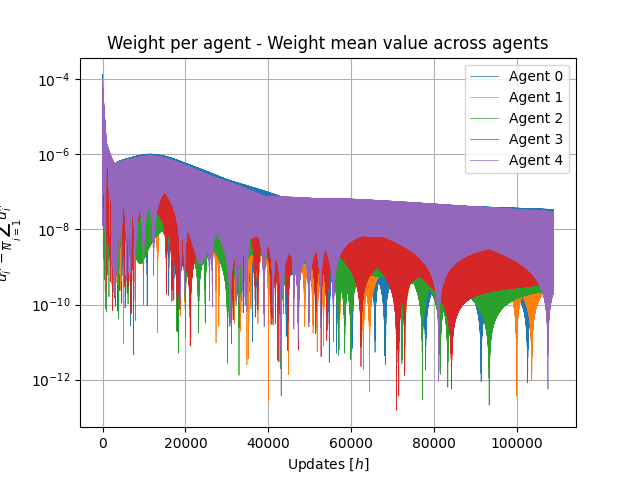 Weight per agent - Weight mean value across agents
10⁻⁴
10⁻⁶
10⁻⁸
10⁻¹⁰
10⁻¹²
Agent 0
Agent 1
Agent 2
Agent 3
Agent 4
0
20000
40000
60000
80000
100000
Updates [h]